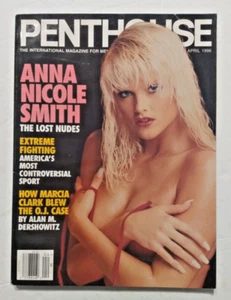 PENTHOUSE
THE INTERNATIONAL MAGAZINE FOR MEN
APRIL
ANNA
NICOLE
SMITH
THE LOST NUDES
EXTREME
FIGHTING
AMERICA'S
MOST
CONTROVERSIAL
SPORT
HOW MARCIA
CLARK BLEW
THE O.J. CASE
BY ALAN M.
DERSHOWITZ